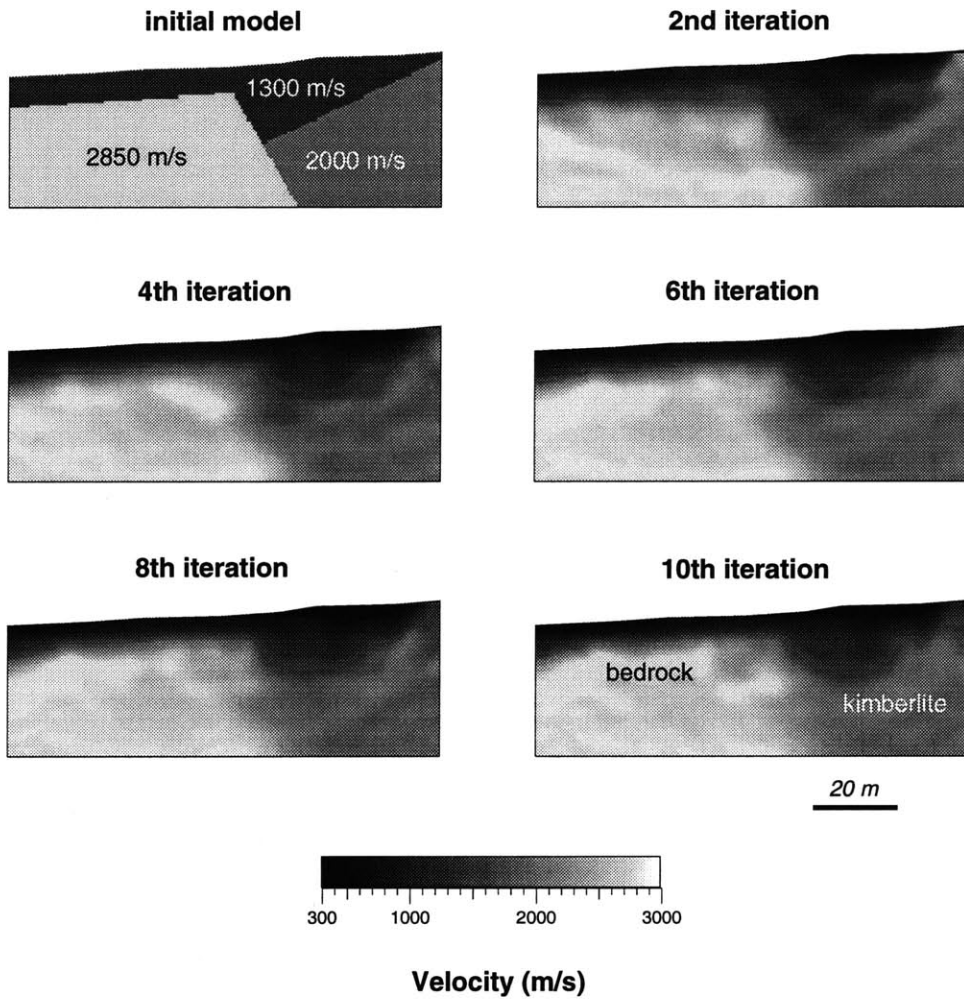 initial model
2nd iteration
1300 m/s
2850 m/s
2000 m/s
4th iteration
6th iteration
8th iteration
10th iteration
bedrock
kimberlite
20 m
300 1000 2000 3000
Velocity (m/s)